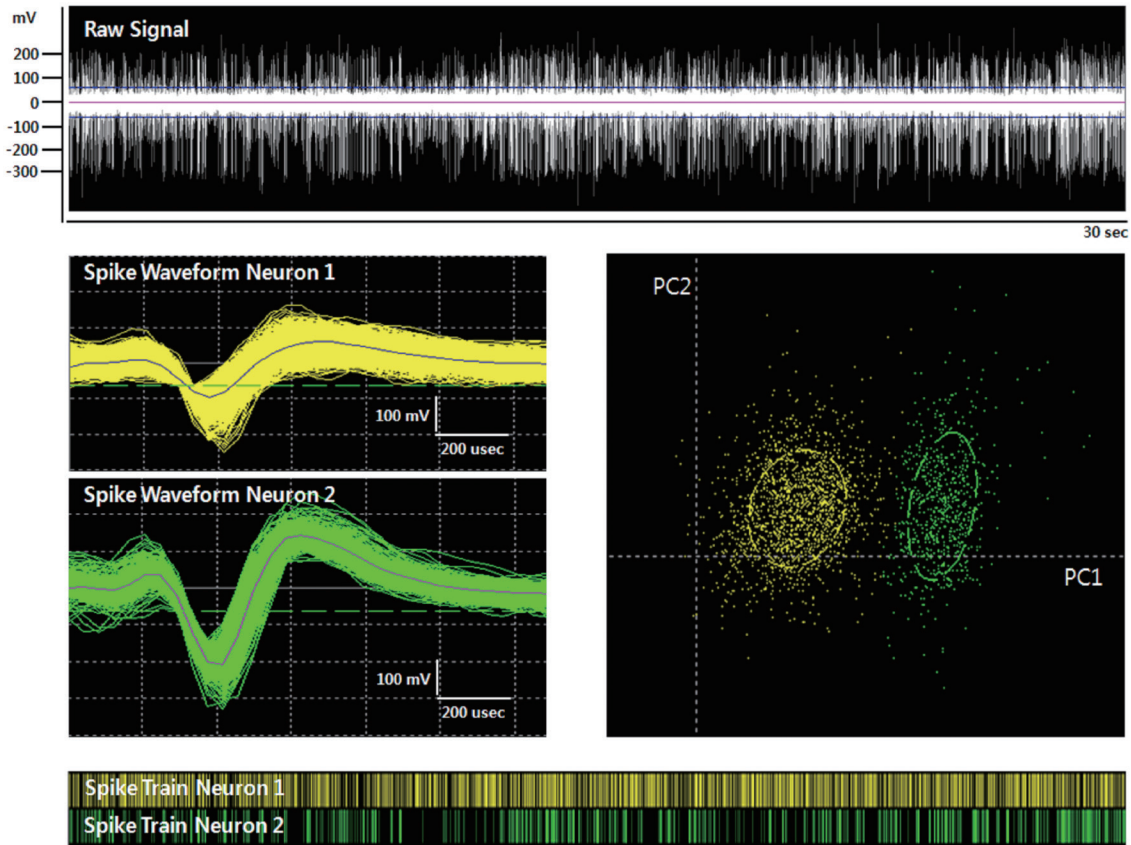 mV
Raw Signal
200
100
0
-100
-200
-300
30 sec
Spike Waveform Neuron 1
100 mV
200 usec
Spike Waveform Neuron 2
100 mV
200 usec
PC2
PC1
Spike Train Neuron 1
Spike Train Neuron 2